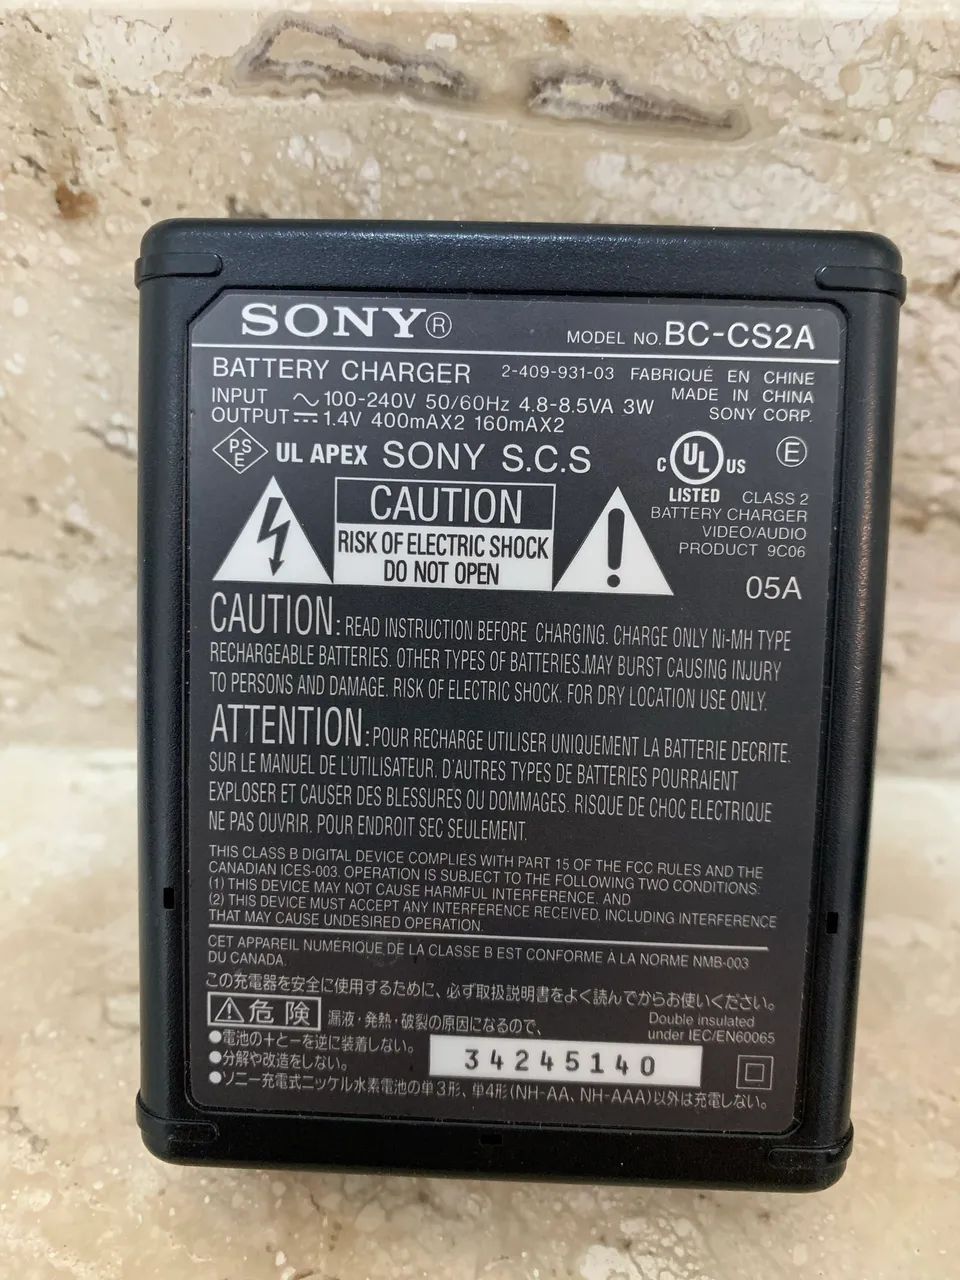 SONY®
MODEL NO. BC-CS2A
BATTERY CHARGER 2-409-931-03 FABRIQUÉ EN CHINE
MADE IN CHINA
SONY CORP.
INPUT ～ 100-240V 50/60Hz 4.8-8.5VA 3W
OUTPUT ⎓ 1.4V 400mAX2 160mAX2
PSE UL APEX SONY S.C.S
C UL US E
LISTED CLASS 2
BATTERY CHARGER
VIDEO/AUDIO
PRODUCT 9C06
05A
CAUTION
RISK OF ELECTRIC SHOCK
DO NOT OPEN
CAUTION: READ INSTRUCTION BEFORE CHARGING. CHARGE ONLY Ni-MH TYPE
RECHARGEABLE BATTERIES. OTHER TYPES OF BATTERIES.MAY BURST CAUSING INJURY
TO PERSONS AND DAMAGE. RISK OF ELECTRIC SHOCK. FOR DRY LOCATION USE ONLY.
ATTENTION: POUR RECHARGE UTILISER UNIQUEMENT LA BATTERIE DECRITE.
SUR LE MANUEL DE L'UTILISATEUR. D'AUTRES TYPES DE BATTERIES POURRAIENT
EXPLOSER ET CAUSER DES BLESSURES OU DOMMAGES. RISQUE DE CHOC ELECTRIQUE
NE PAS OUVRIR. POUR ENDROIT SEC SEULEMENT.
THIS CLASS B DIGITAL DEVICE COMPLIES WITH PART 15 OF THE FCC RULES AND THE
CANADIAN ICES-003. OPERATION IS SUBJECT TO THE FOLLOWING TWO CONDITIONS:
(1) THIS DEVICE MAY NOT CAUSE HARMFUL INTERFERENCE, AND
(2) THIS DEVICE MUST ACCEPT ANY INTERFERENCE RECEIVED, INCLUDING INTERFERENCE
THAT MAY CAUSE UNDESIRED OPERATION.
CET APPAREIL NUMÉRIQUE DE LA CLASSE B EST CONFORME À LA NORME NMB-003
DU CANADA.
この充電器を安全に使用するために、必ず取扱説明書をよく読んでからお使いください。
⚠危険 漏液・発熱・破裂の原因になるので、
Double insulated
under IEC/EN60065
●電池の＋と－を逆に装着しない。
●分解や改造をしない。
34245140
●ソニー充電式ニッケル水素電池の単3形、単4形(NH-AA、NH-AAA)以外は充電しない。